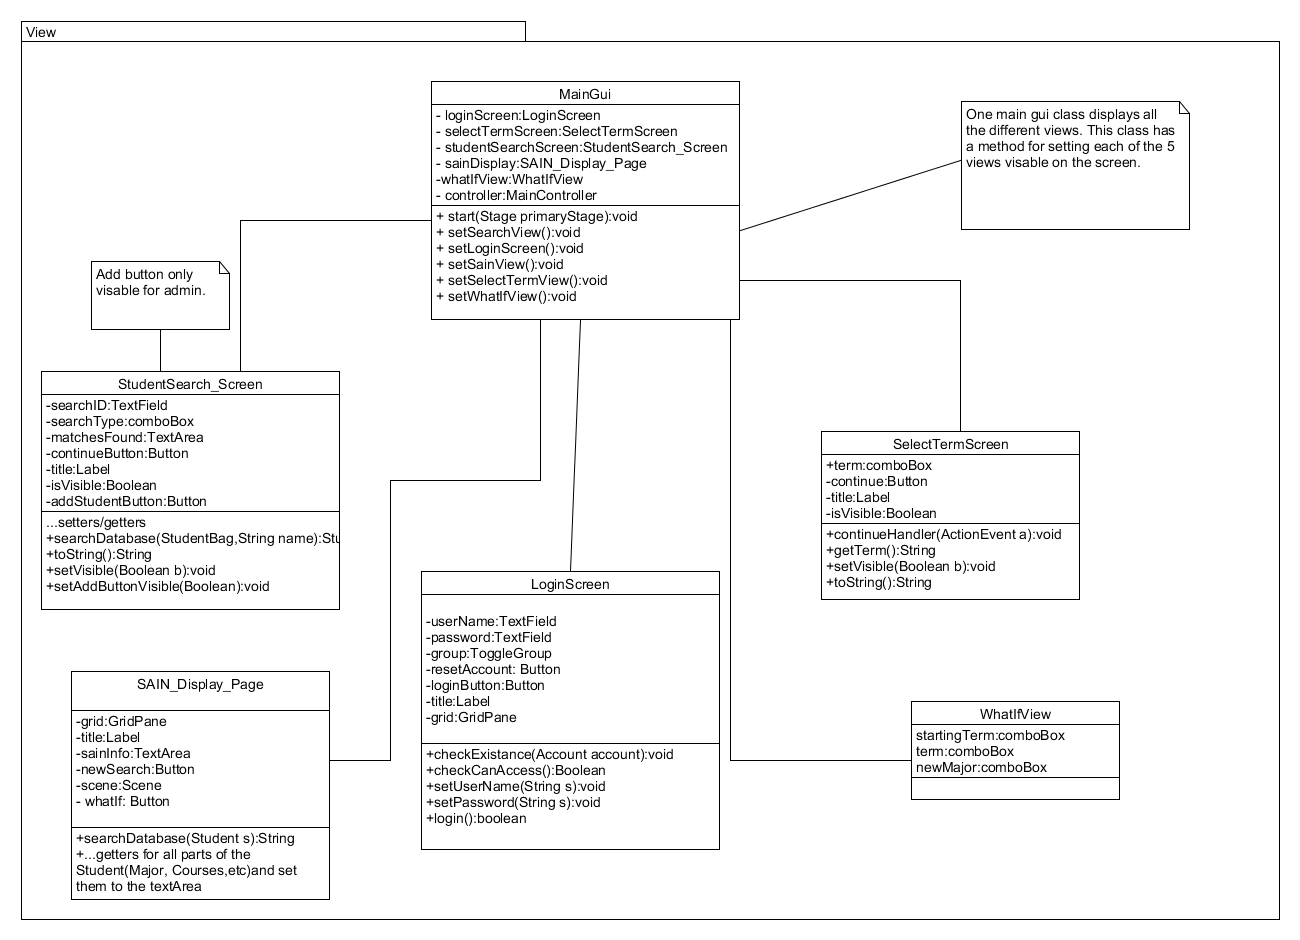 View
MainGui
- loginScreen:LoginScreen
- selectTermScreen:SelectTermScreen
- studentSearchScreen:StudentSearch_Screen
- sainDisplay:SAIN_Display_Page
-whatIfView:WhatIfView
- controller:MainController
+ start(Stage primaryStage):void
+ setSearchView():void
+ setLoginScreen():void
+ setSainView():void
+ setSelectTermView():void
+ setWhatIfView():void
One main gui class displays all
the different views. This class has
a method for setting each of the 5
views visable on the screen.
Add button only
visable for admin.
StudentSearch_Screen
-searchID:TextField
-searchType:comboBox
-matchesFound:TextArea
-continueButton:Button
-title:Label
-isVisible:Boolean
-addStudentButton:Button
...setters/getters
+searchDatabase(StudentBag,String name):Stu
+toString():String
+setVisible(Boolean b):void
+setAddButtonVisible(Boolean):void
SelectTermScreen
+term:comboBox
-continue:Button
-title:Label
-isVisible:Boolean
+continueHandler(ActionEvent a):void
+getTerm():String
+setVisible(Boolean b):void
+toString():String
LoginScreen
-userName:TextField
-password:TextField
-group:ToggleGroup
-resetAccount: Button
-loginButton:Button
-title:Label
-grid:GridPane
+checkExistance(Account account):void
+checkCanAccess():Boolean
+setUserName(String s):void
+setPassword(String s):void
+login():boolean
SAIN_Display_Page
-grid:GridPane
-title:Label
-sainInfo:TextArea
-newSearch:Button
-scene:Scene
- whatIf: Button
+searchDatabase(Student s):String
+...getters for all parts of the
Student(Major, Courses,etc)and set
them to the textArea
WhatIfView
startingTerm:comboBox
term:comboBox
newMajor:comboBox